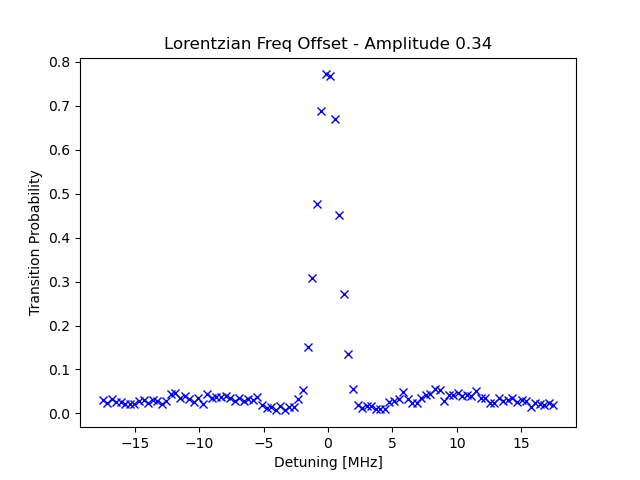 Lorentzian Freq Offset - Amplitude 0.34
0.8
0.7
0.6
0.5
0.4
0.3
0.2
0.1
0.0
Transition Probability
−15 −10 −5 0 5 10 15
Detuning [MHz]